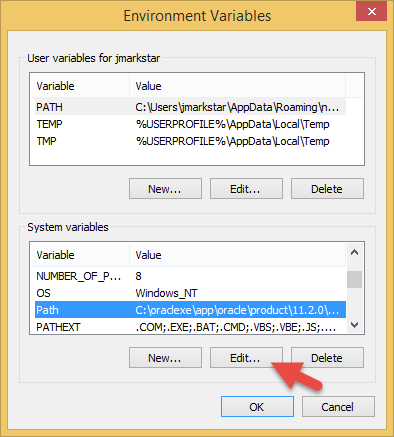 Environment Variables
User variables for jmarkstar
Variable Value
PATH C:\Users\jmarkstar\AppData\Roaming\n...
TEMP %USERPROFILE%\AppData\Local\Temp
TMP %USERPROFILE%\AppData\Local\Temp
New... Edit... Delete
System variables
Variable Value
NUMBER_OF_P... 8
OS Windows_NT
Path C:\oraclexe\app\oracle\product\11.2.0\...
PATHEXT .COM;.EXE;.BAT;.CMD;.VBS;.VBE;.JS;....
New... Edit... Delete
OK Cancel